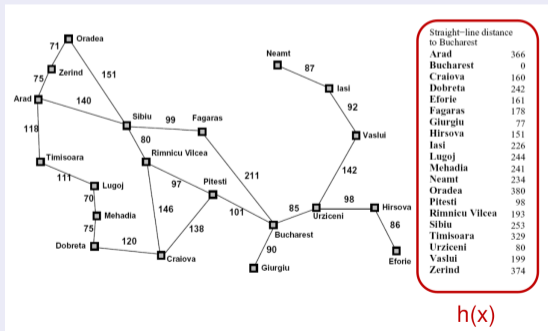 Oradea
71
Neamt
Zerind
87
75
151
Iasi
Arad
140
92
Sibiu
99
Fagaras
118
Vaslui
80
Timisoara
Rimnicu Vilcea
111
Lugoj
97
Pitesti
211
142
70
98
Mehadia
146
85
Hirsova
101
Urziceni
75
138
86
Dobreta
120
Bucharest
90
Craiova
Giurgiu
Eforie
Straight-line distance
to Bucharest
Arad 366
Bucharest 0
Craiova 160
Dobreta 242
Eforie 161
Fagaras 178
Giurgiu 77
Hirsova 151
Iasi 226
Lugoj 244
Mehadia 241
Neamt 234
Oradea 380
Pitesti 98
Rimnicu Vilcea 193
Sibiu 253
Timisoara 329
Urziceni 80
Vaslui 199
Zerind 374
h(x)